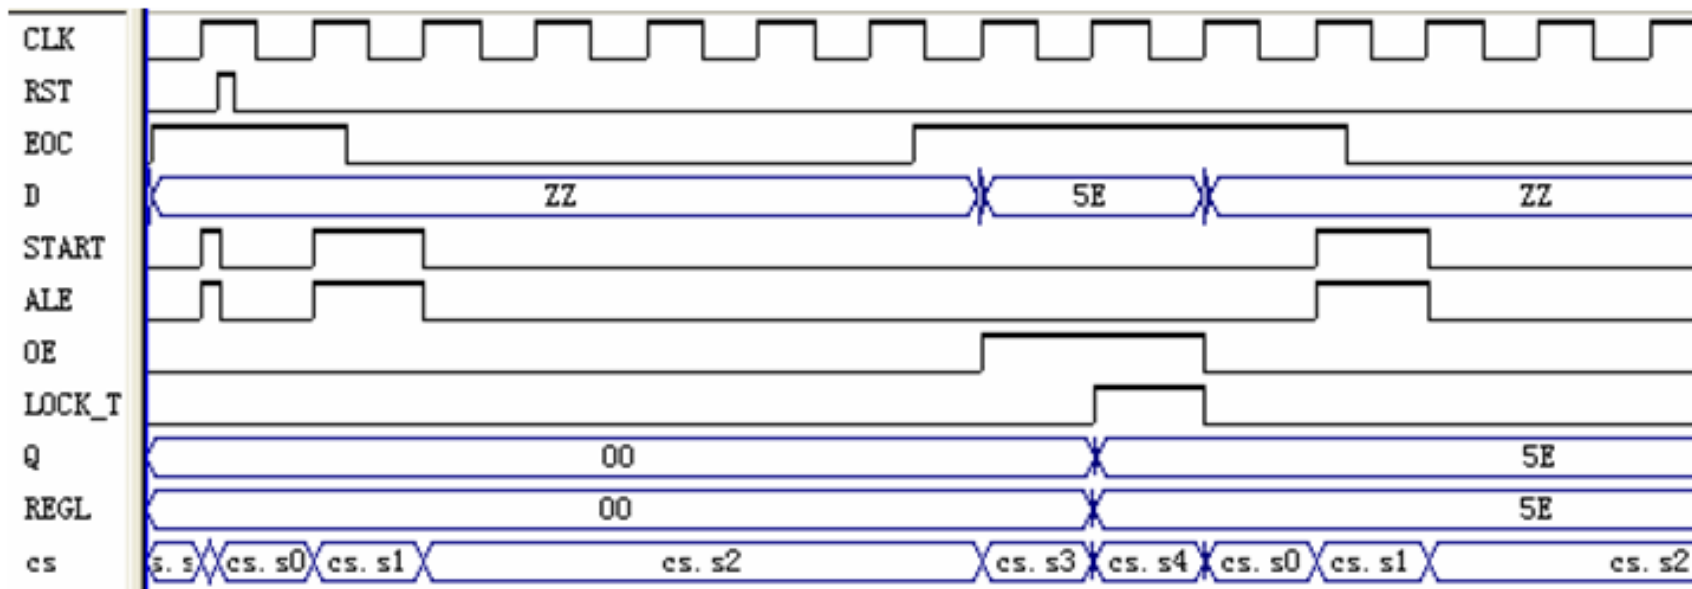 CLK
RST
EOC
D ZZ 5E ZZ
START
ALE
OE
LOCK_T
Q 00 5E
REGL 00 5E
cs s.s cs.s0 cs.s1 cs.s2 cs.s3 cs.s4 cs.s0 cs.s1 cs.s2